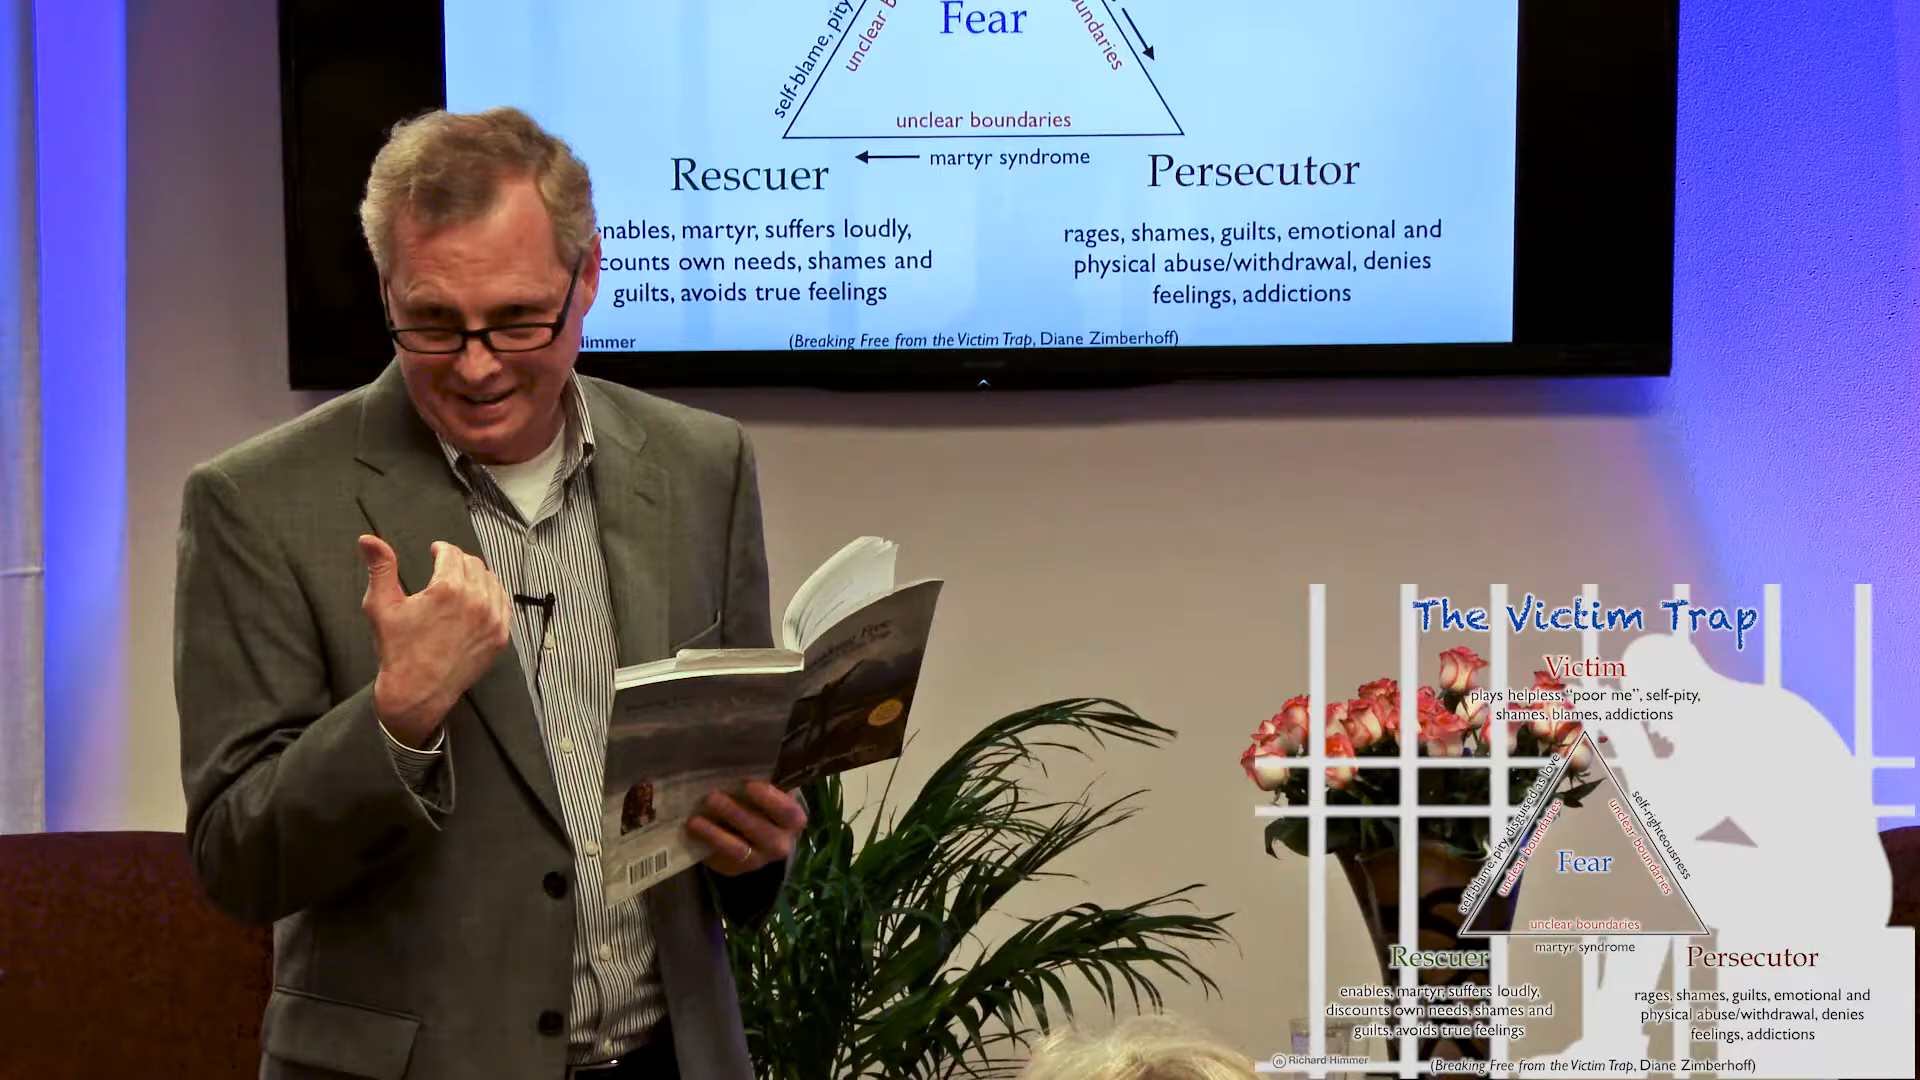 Fear
self-blame, pity
unclear b
undaries
unclear boundaries
martyr syndrome
Rescuer
Persecutor
enables, martyr, suffers loudly,
counts own needs, shames and
guilts, avoids true feelings
rages, shames, guilts, emotional and
physical abuse/withdrawal, denies
feelings, addictions
immer
(Breaking Free from the Victim Trap, Diane Zimberhoff)
The Victim Trap
Victim
plays helpless, "poor me", self-pity,
shames, blames, addictions
self-blame, pity disguised as love
unclear boundaries
self-righteousness
unclear boundaries
Fear
unclear boundaries
martyr syndrome
Rescuer
Persecutor
enables, martyr, suffers loudly,
discounts own needs, shames and
guilts, avoids true feelings
rages, shames, guilts, emotional and
physical abuse/withdrawal, denies
feelings, addictions
Richard Himmer
(Breaking Free from the Victim Trap, Diane Zimberhoff)